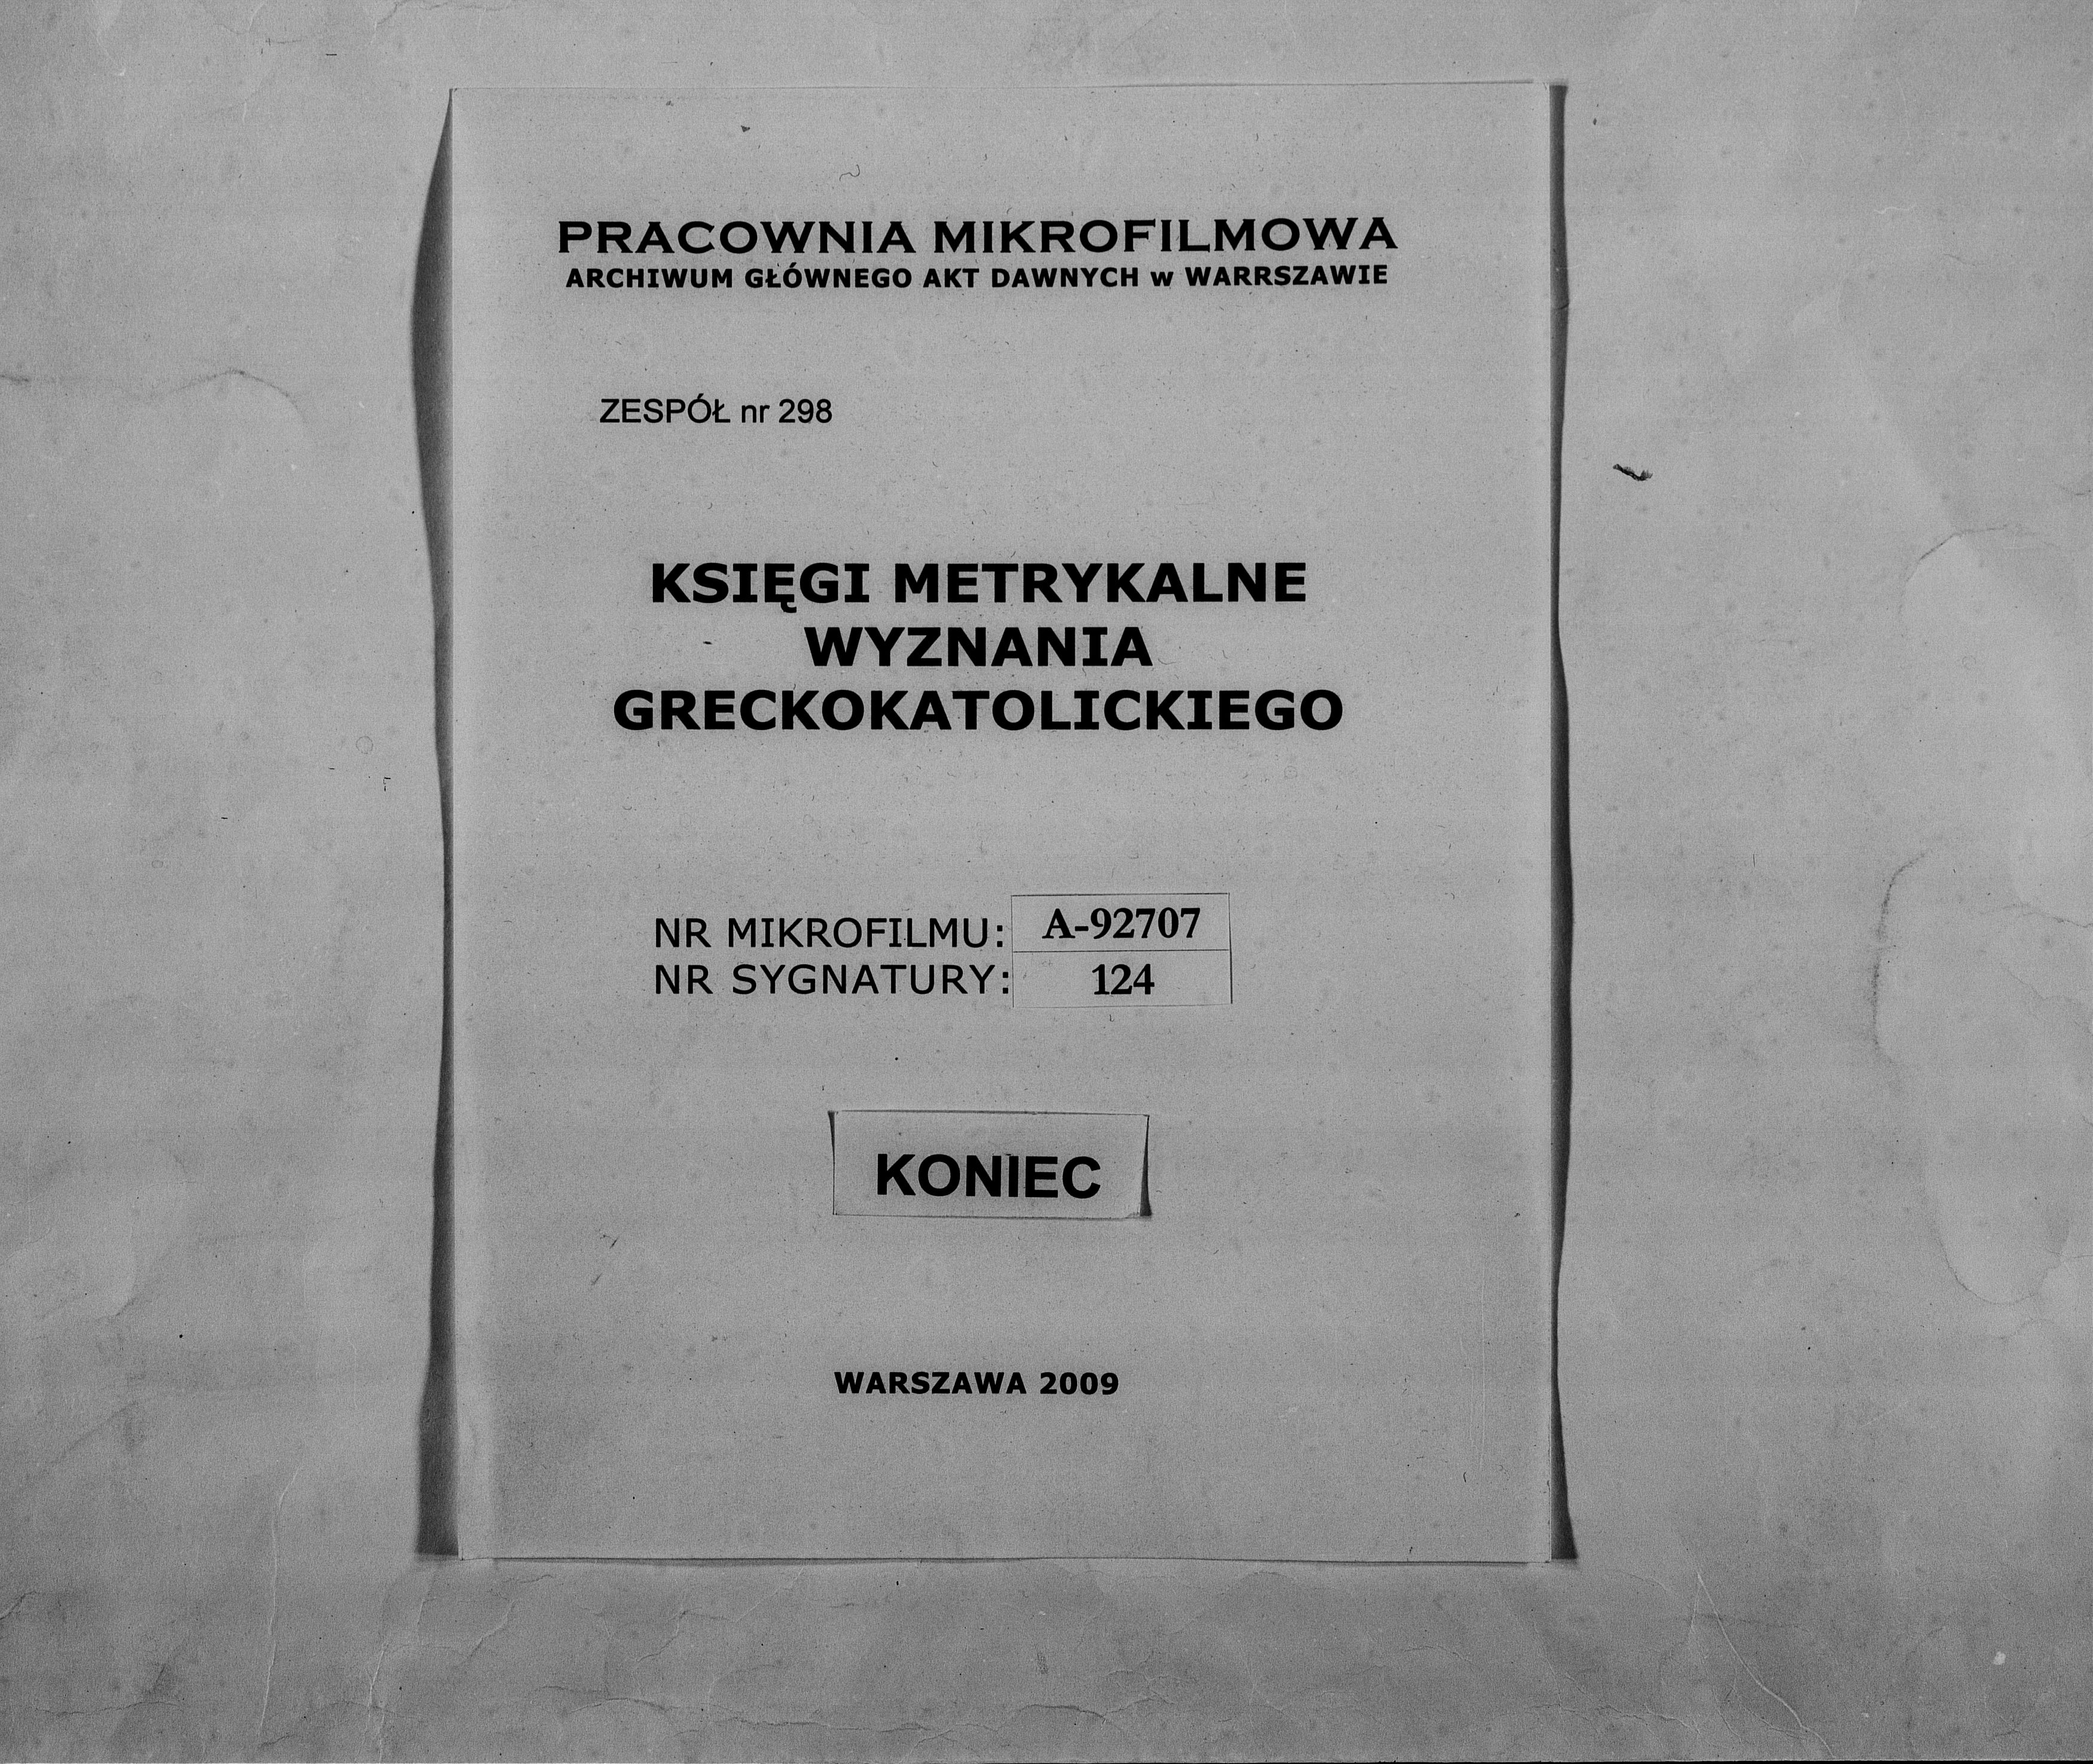 PRACOWNIA MIKROFILMOWA
ARCHIWUM GŁÓWNEGO AKT DAWNYCH w WARRSZAWIE
ZESPÓŁ nr 298
KSIĘGI METRYKALNE
WYZNANIA
GRECKOKATOLICKIEGO
NR MIKROFILMU: A-92707
NR SYGNATURY: 124
KONIEC
WARSZAWA 2009